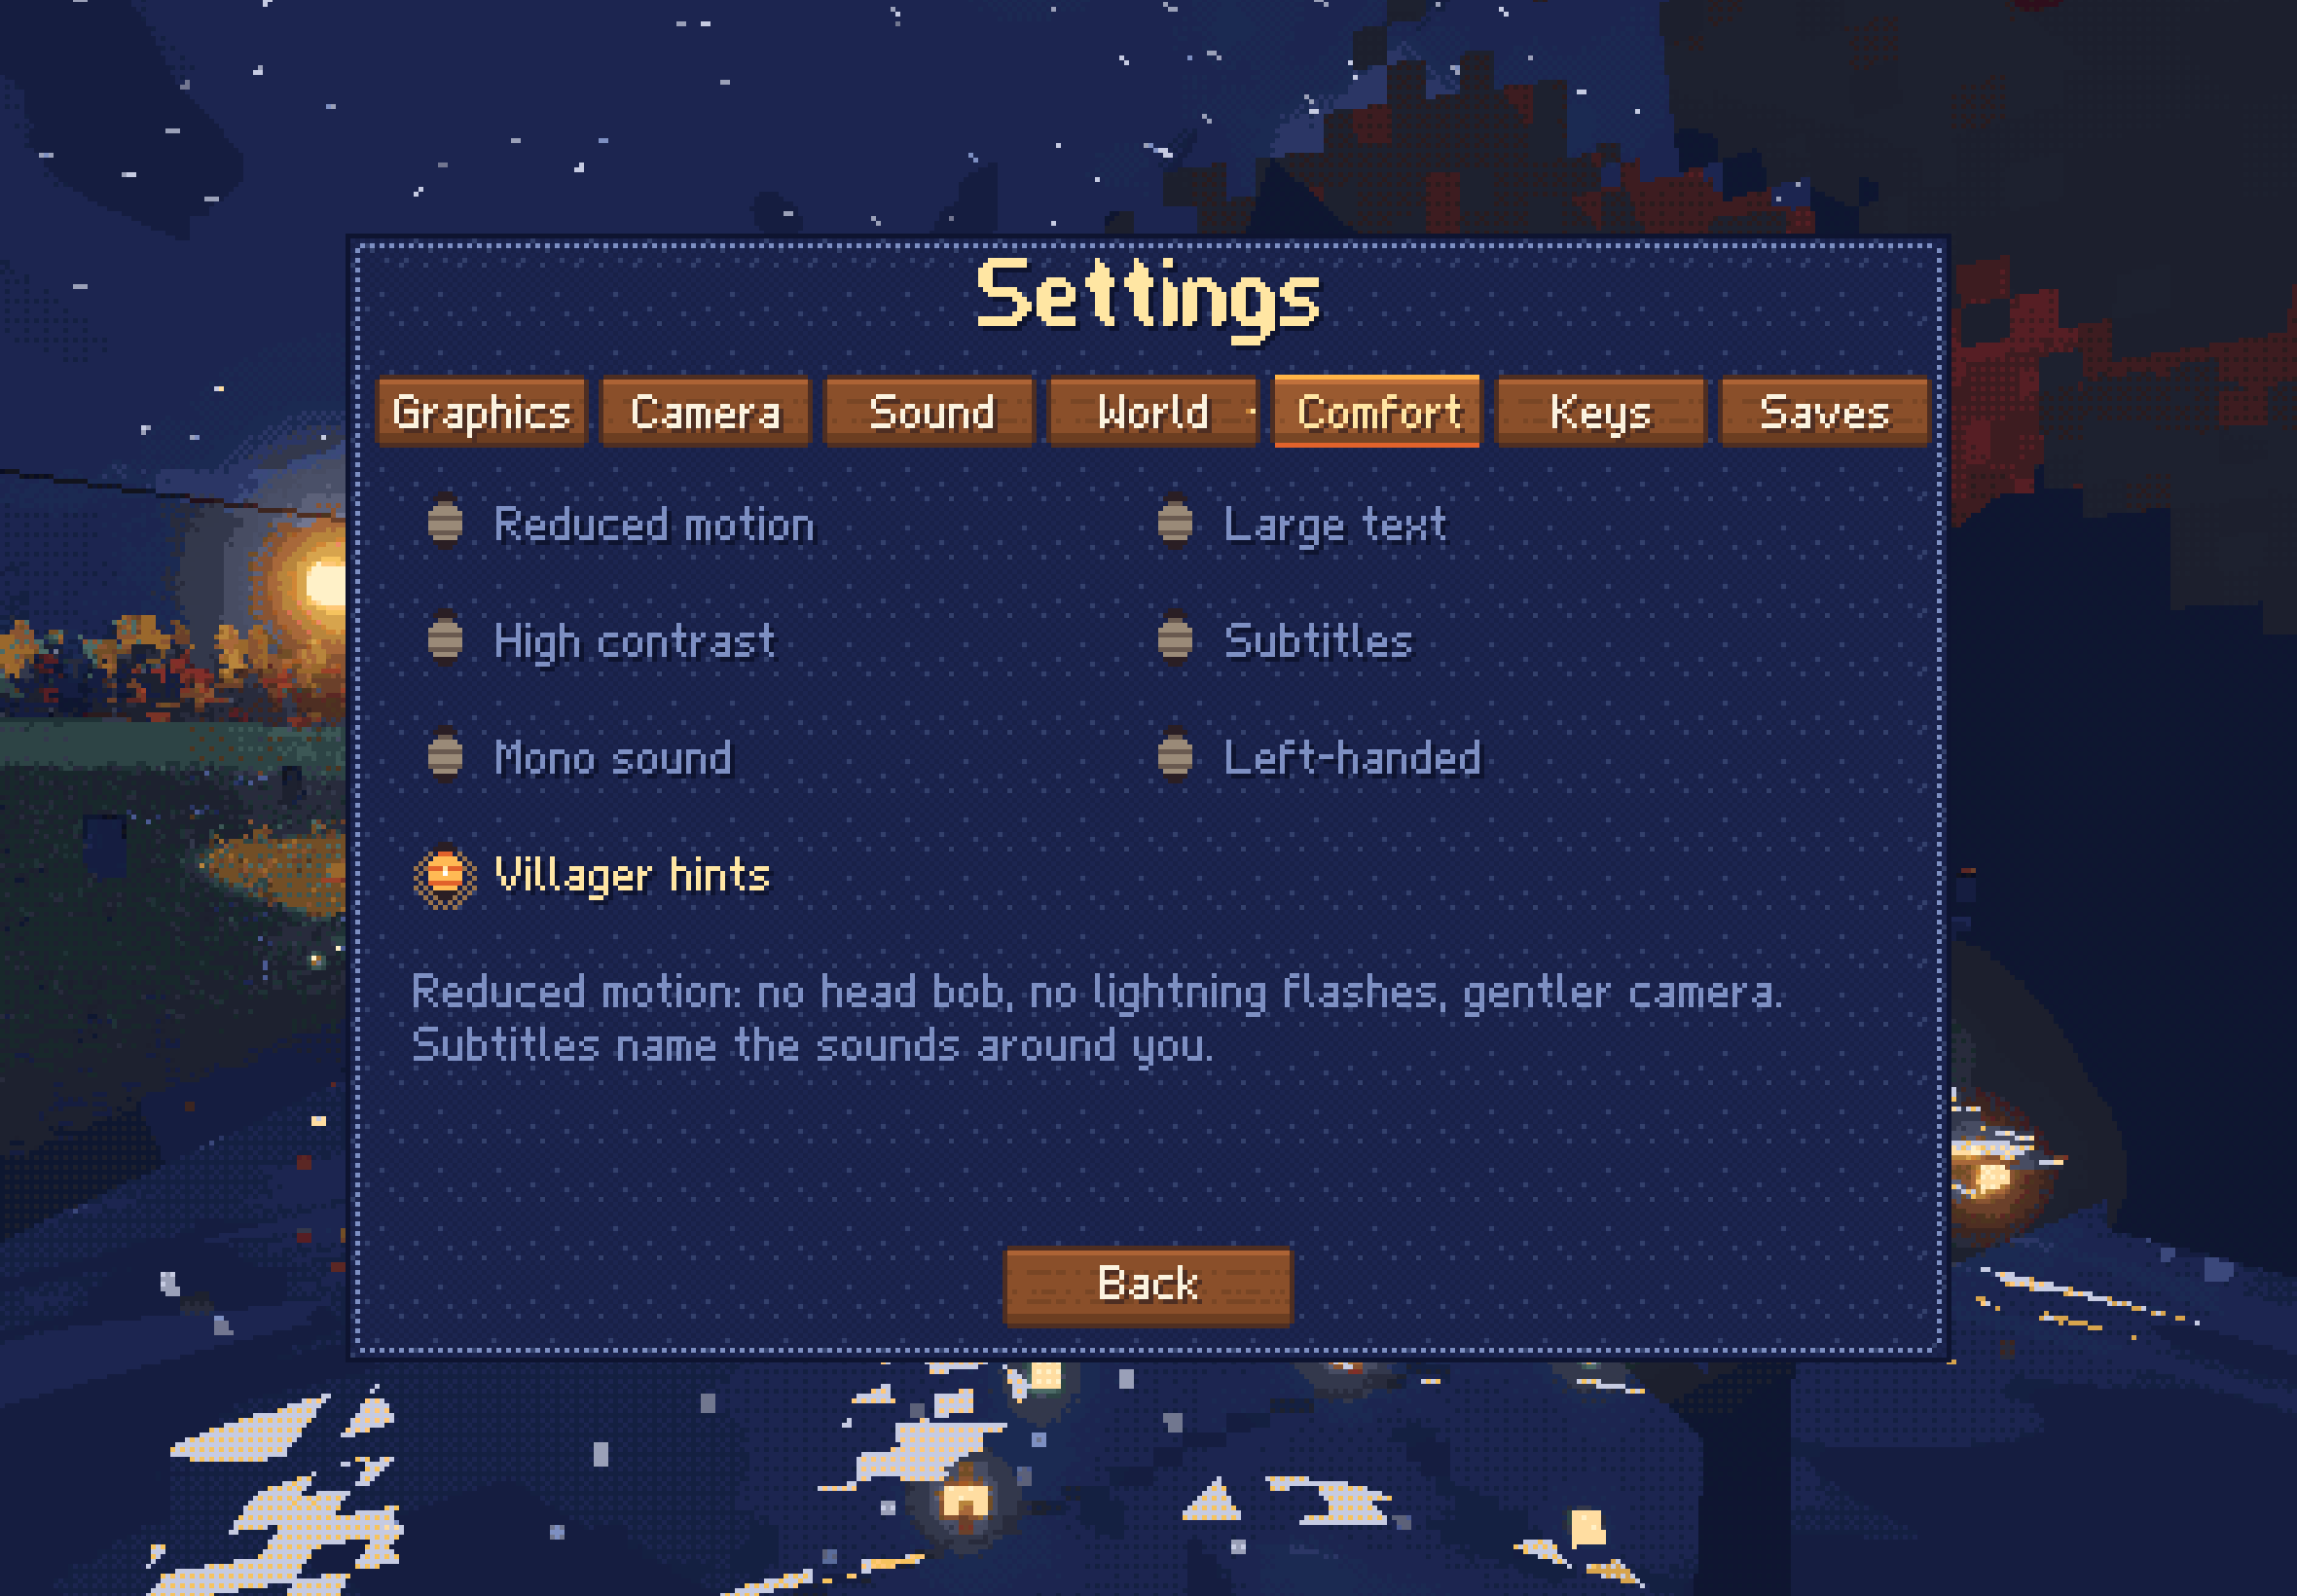 Settings
Graphics Camera Sound World Comfort Keys Saves
Reduced motion Large text
High contrast Subtitles
Mono sound Left-handed
Villager hints
Reduced motion: no head bob, no lightning flashes, gentler camera.
Subtitles name the sounds around you.
Back